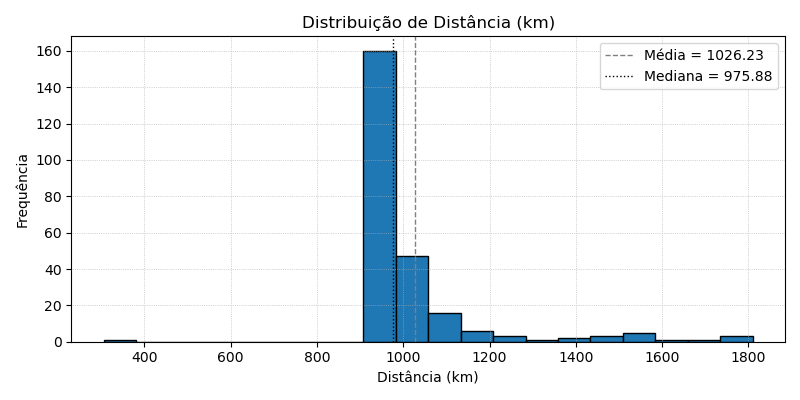 Distribuição de Distância (km)
Média = 1026.23
Mediana = 975.88
160
140
120
100
80
60
40
20
0
Frequência
400 600 800 1000 1200 1400 1600 1800
Distância (km)